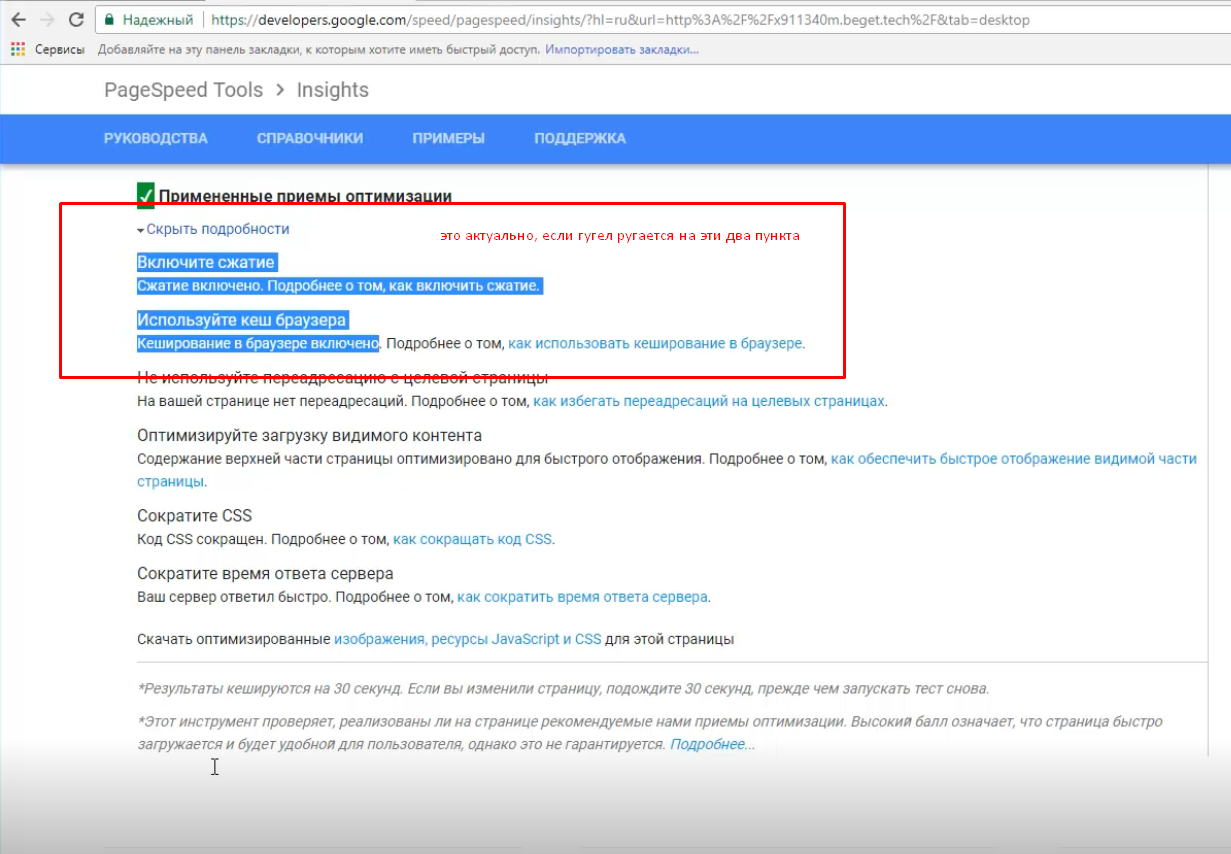 Надежный https://developers.google.com/speed/pagespeed/insights/?hl=ru&url=http%3A%2F%2Fx911340m.beget.tech%2F&tab=desktop
Сервисы Добавляйте на эту панель закладки, к которым хотите иметь быстрый доступ. Импортировать закладки...
PageSpeed Tools > Insights
РУКОВОДСТВА СПРАВОЧНИКИ ПРИМЕРЫ ПОДДЕРЖКА
Примененные приемы оптимизации
Скрыть подробности
это актуально, если гугел ругается на эти два пункта
Включите сжатие
Сжатие включено. Подробнее о том, как включить сжатие.
Используйте кеш браузера
Кеширование в браузере включено. Подробнее о том, как использовать кеширование в браузере.
Не используйте переадресацию с целевой страницы
На вашей странице нет переадресаций. Подробнее о том, как избегать переадресаций на целевых страницах.
Оптимизируйте загрузку видимого контента
Содержание верхней части страницы оптимизировано для быстрого отображения. Подробнее о том, как обеспечить быстрое отображение видимой части
страницы.
Сократите CSS
Код CSS сокращен. Подробнее о том, как сокращать код CSS.
Сократите время ответа сервера
Ваш сервер ответил быстро. Подробнее о том, как сократить время ответа сервера.
Скачать оптимизированные изображения, ресурсы JavaScript и CSS для этой страницы
*Результаты кешируются на 30 секунд. Если вы изменили страницу, подождите 30 секунд, прежде чем запускать тест снова.
*Этот инструмент проверяет, реализованы ли на странице рекомендуемые нами приемы оптимизации. Высокий балл означает, что страница быстро
загружается и будет удобной для пользователя, однако это не гарантируется. Подробнее...